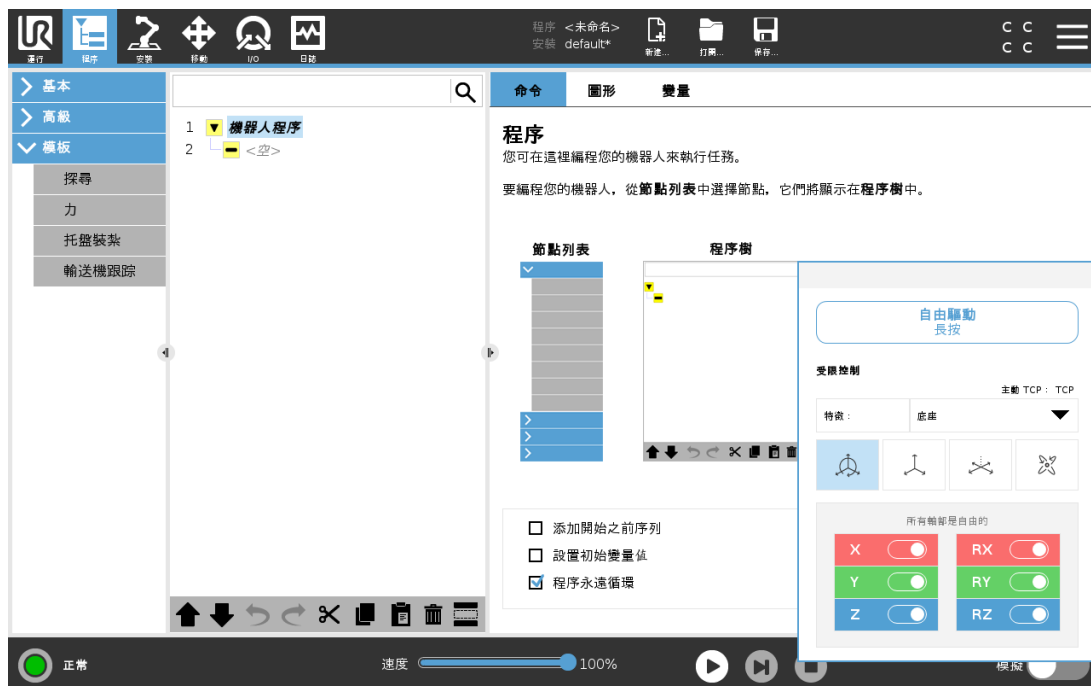 程序 <未命名>
安裝 default*
C C
C C
運行
程序
安裝
移動
I/O
日誌
新建...
打開...
保存...
基本
高級
模板
探尋
力
托盤裝紮
輸送機跟踪
1 機器人程序
2 <空>
命令 圖形 變量
程序
您可在這裡編程您的機器人來執行任務。
要編程您的機器人，從節點列表中選擇節點，它們將顯示在程序樹中。
節點列表
程序樹
添加開始之前序列
設置初始變量值
程序永遠循環
自由驅動
長按
受限控制
主動 TCP： TCP
特徵：
底座
所有軸都是自由的
X RX
Y RY
Z RZ
正常
速度 100%
模擬